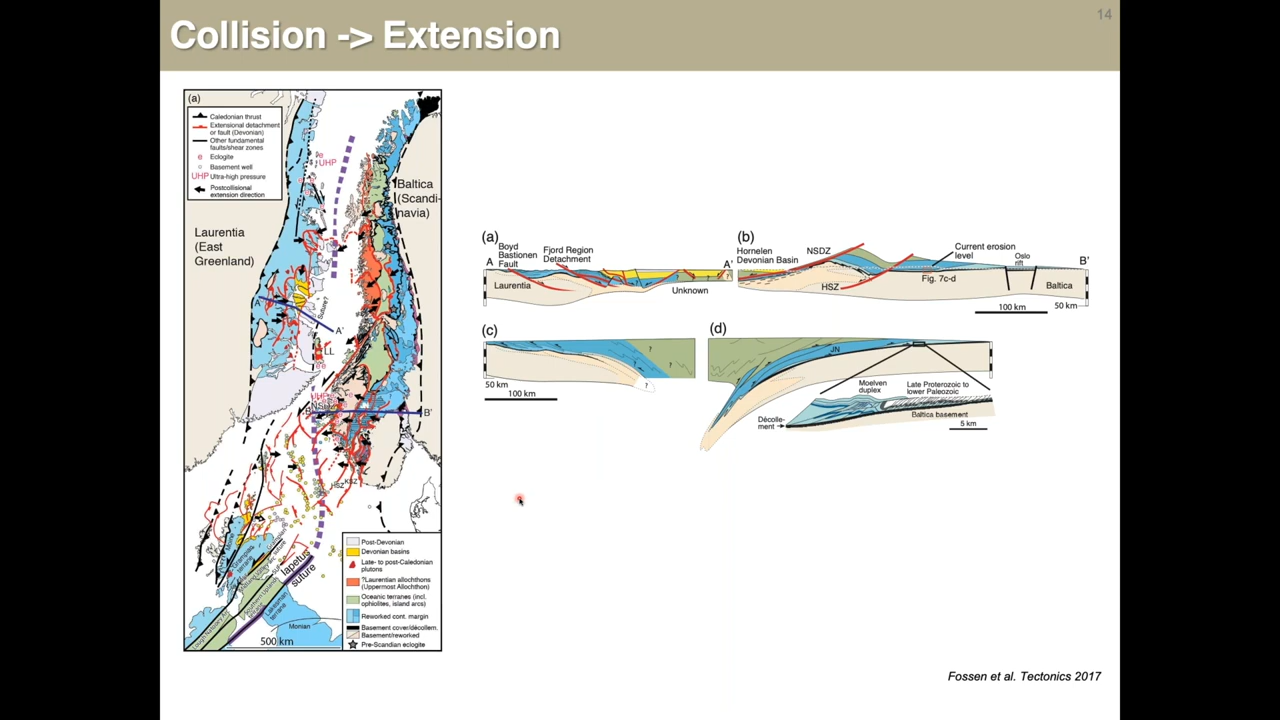 14
Collision -> Extension
(a)
Caledonian thrust
Extensional detachment
or fault (Devonian)
Other fundamental
faults/shear zones
Eclogite
Basement well
UHP Ultra-high pressure
Postcollisional
extension direction
e
UHP
Baltica
(Scandi-
navia)
Laurentia
(East
Greenland)
A
Suture?
A'
LL
UHP
NSDZ
B
B'
HSZ
KSZ
Iapetus
suture
Monian
500 km
Post-Devonian
Devonian basins
Late- to post-Caledonian
plutons
?Laurentian allochthons
(Uppermost Allochthon)
Oceanic terranes (incl.
ophiolites, island arcs)
Reworked cont. margin
Basement cover/décollem.
Basement/reworked
Pre-Scandian eclogite
(a)
Boyd
Bastionen
Fault
Fjord Region
Detachment
A
A'
Laurentia
Unknown
?
(b)
Hornelen
Devonian Basin
NSDZ
Current erosion
level
Oslo
rift
B'
HSZ
Fig. 7c-d
Baltica
100 km
50 km
(c)
?
?
?
50 km
100 km
(d)
JN
Moelven
duplex
Late Proterozoic to
lower Paleozoic
Décolle-
ment
Baltica basement
5 km
Fossen et al. Tectonics 2017